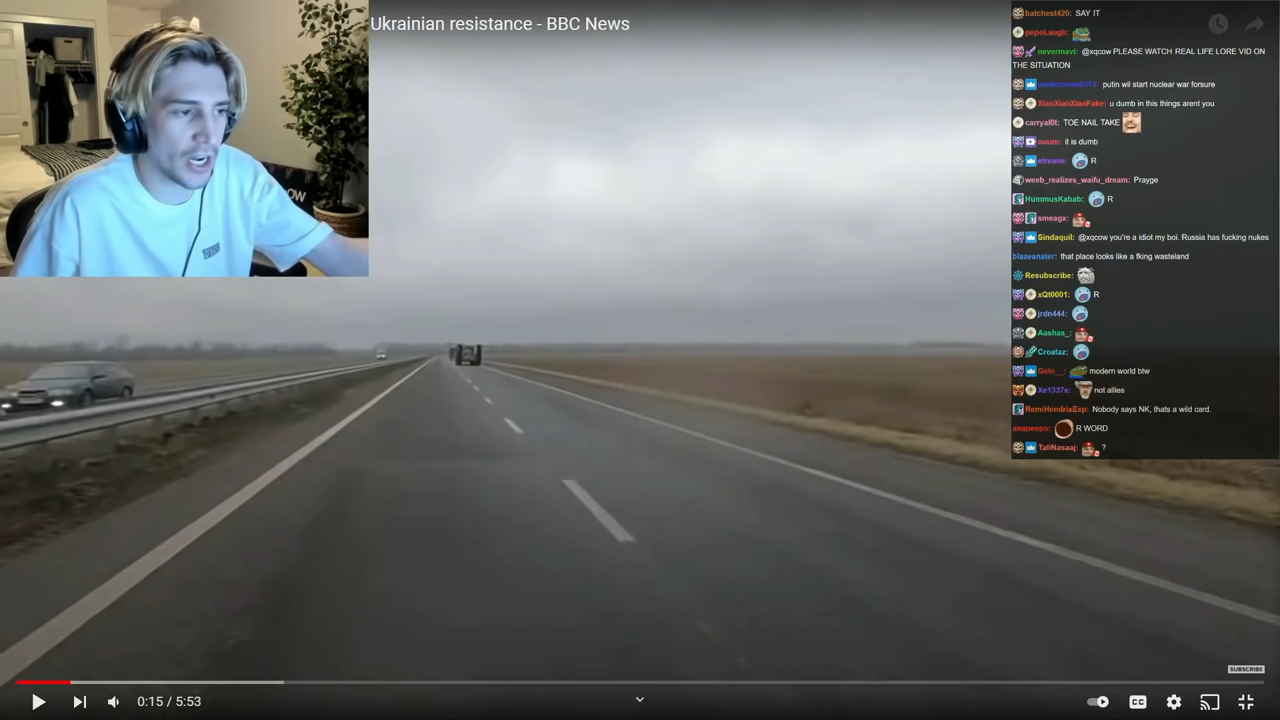 Ukrainian resistance - BBC News
batchest420: SAY IT
pepoLaugh:
nevermavi: @xqcow PLEASE WATCH REAL LIFE LORE VID ON
THE SITUATION
putin wil start nuclear war forsure
XiaoXiaoXiaoFake: u dumb in this things arent you
carryal0t: TOE NAIL TAKE
ouum: it is dumb
etreans: R
weeb_realizes_waifu_dream: Prayge
HummusKabab: R
smeagx:
Sindaquil: @xqcow you're a idiot my boi. Russia has fucking nukes
blazeanater: that place looks like a fking wasteland
Resubscribe:
xQt0001: R
jrdn444:
Aashas_:
Croataz:
Gelo__: modern world btw
Xe1337e: not allies
RemiHendrixExp: Nobody says NK, thats a wild card.
anapeepo: R WORD
TaliNasaaj: ?
SUBSCRIBE
0:15 / 5:53
CC